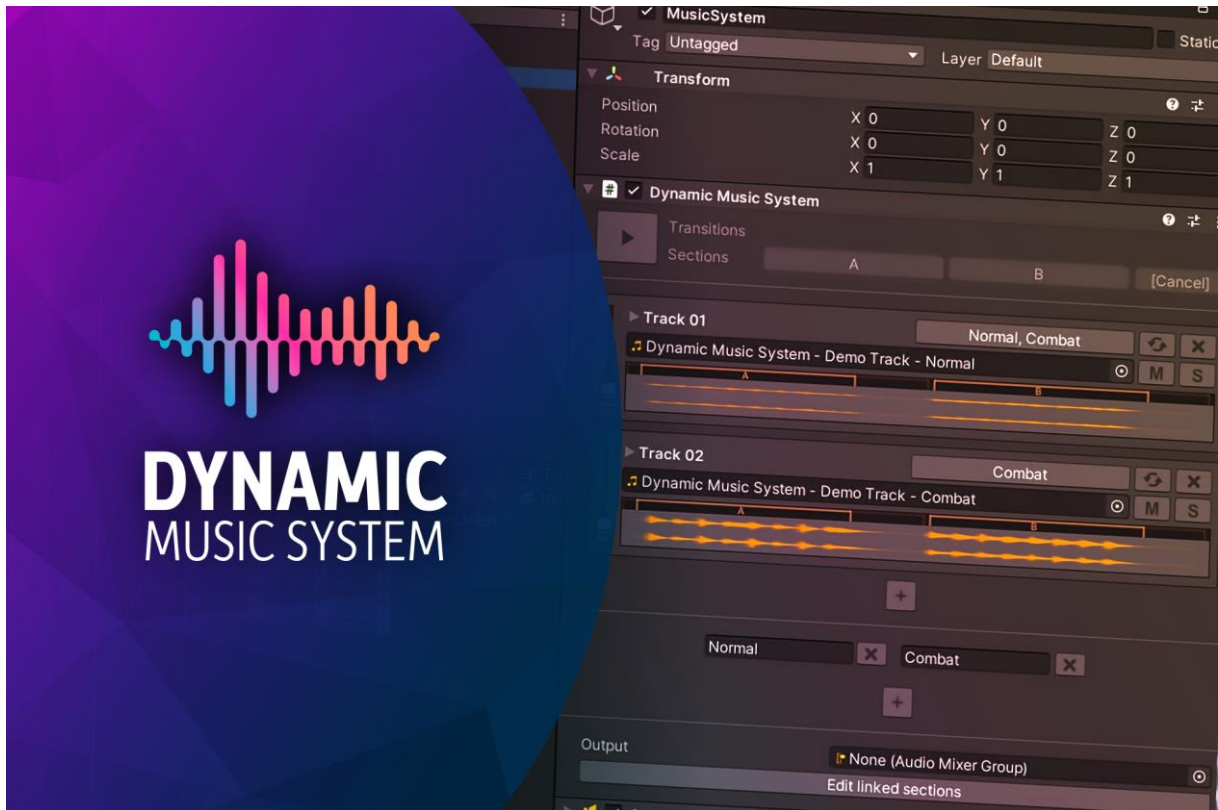 DYNAMIC
MUSIC SYSTEM
MusicSystem
Static
Tag Untagged
Layer Default
Transform
Position X 0 Y 0 Z 0
Rotation X 0 Y 0 Z 0
Scale X 1 Y 1 Z 1
Dynamic Music System
Transitions
Sections A B [Cancel]
Track 01 Normal, Combat
Dynamic Music System - Demo Track - Normal M S
A B
Track 02 Combat
Dynamic Music System - Demo Track - Combat M S
A B
+
Normal Combat
+
Output None (Audio Mixer Group)
Edit linked sections